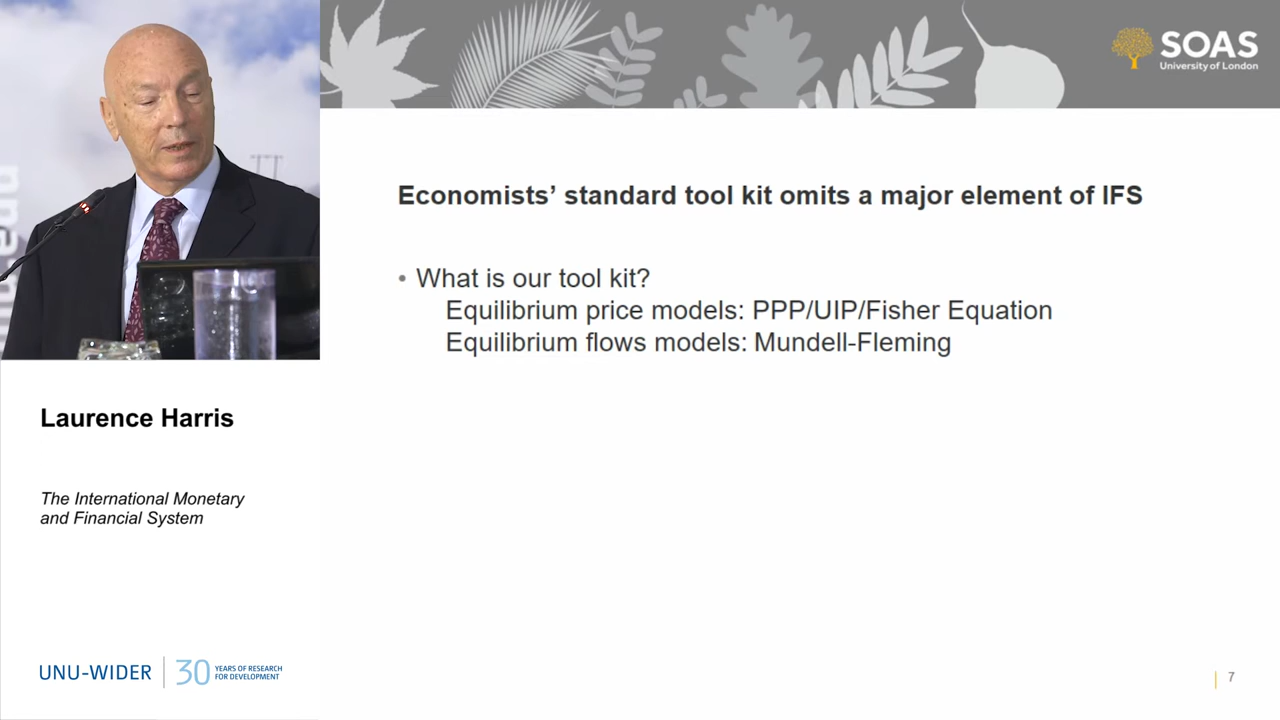 SOAS
University of London
Economists’ standard tool kit omits a major element of IFS
• What is our tool kit?
Equilibrium price models: PPP/UIP/Fisher Equation
Equilibrium flows models: Mundell-Fleming
Laurence Harris
The International Monetary
and Financial System
UNU-WIDER
30 YEARS OF RESEARCH
FOR DEVELOPMENT
7